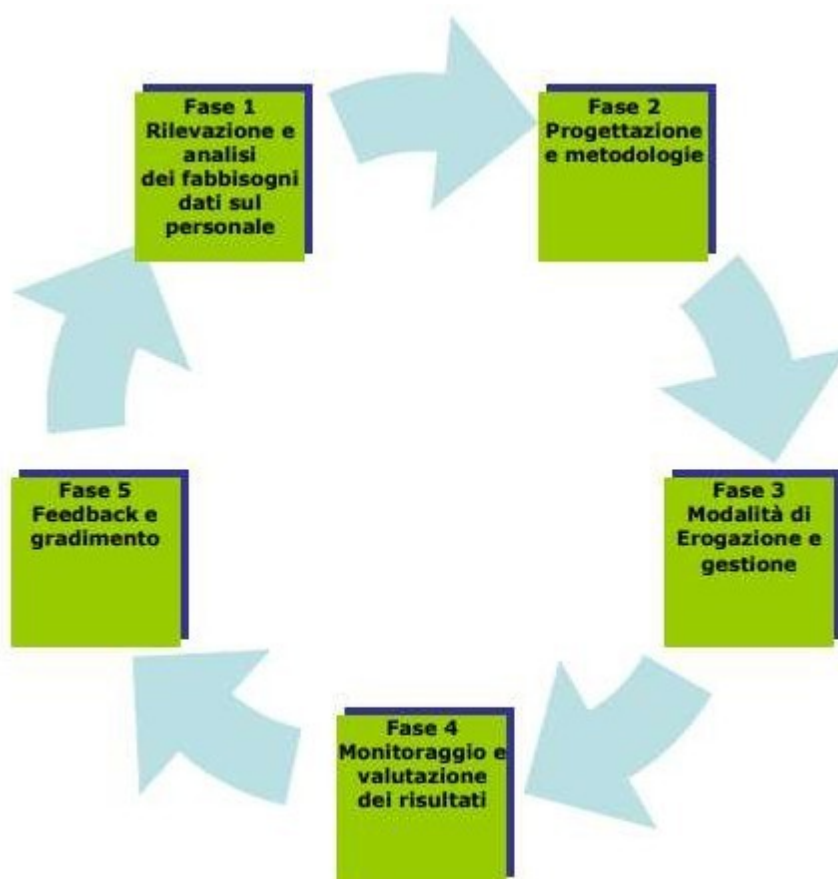 Fase 1
Rilevazione e
analisi
dei fabbisogni
dati sul
personale
Fase 2
Progettazione
e metodologie
Fase 3
Modalità di
Erogazione e
gestione
Fase 4
Monitoraggio e
valutazione
dei risultati
Fase 5
Feedback e
gradimento